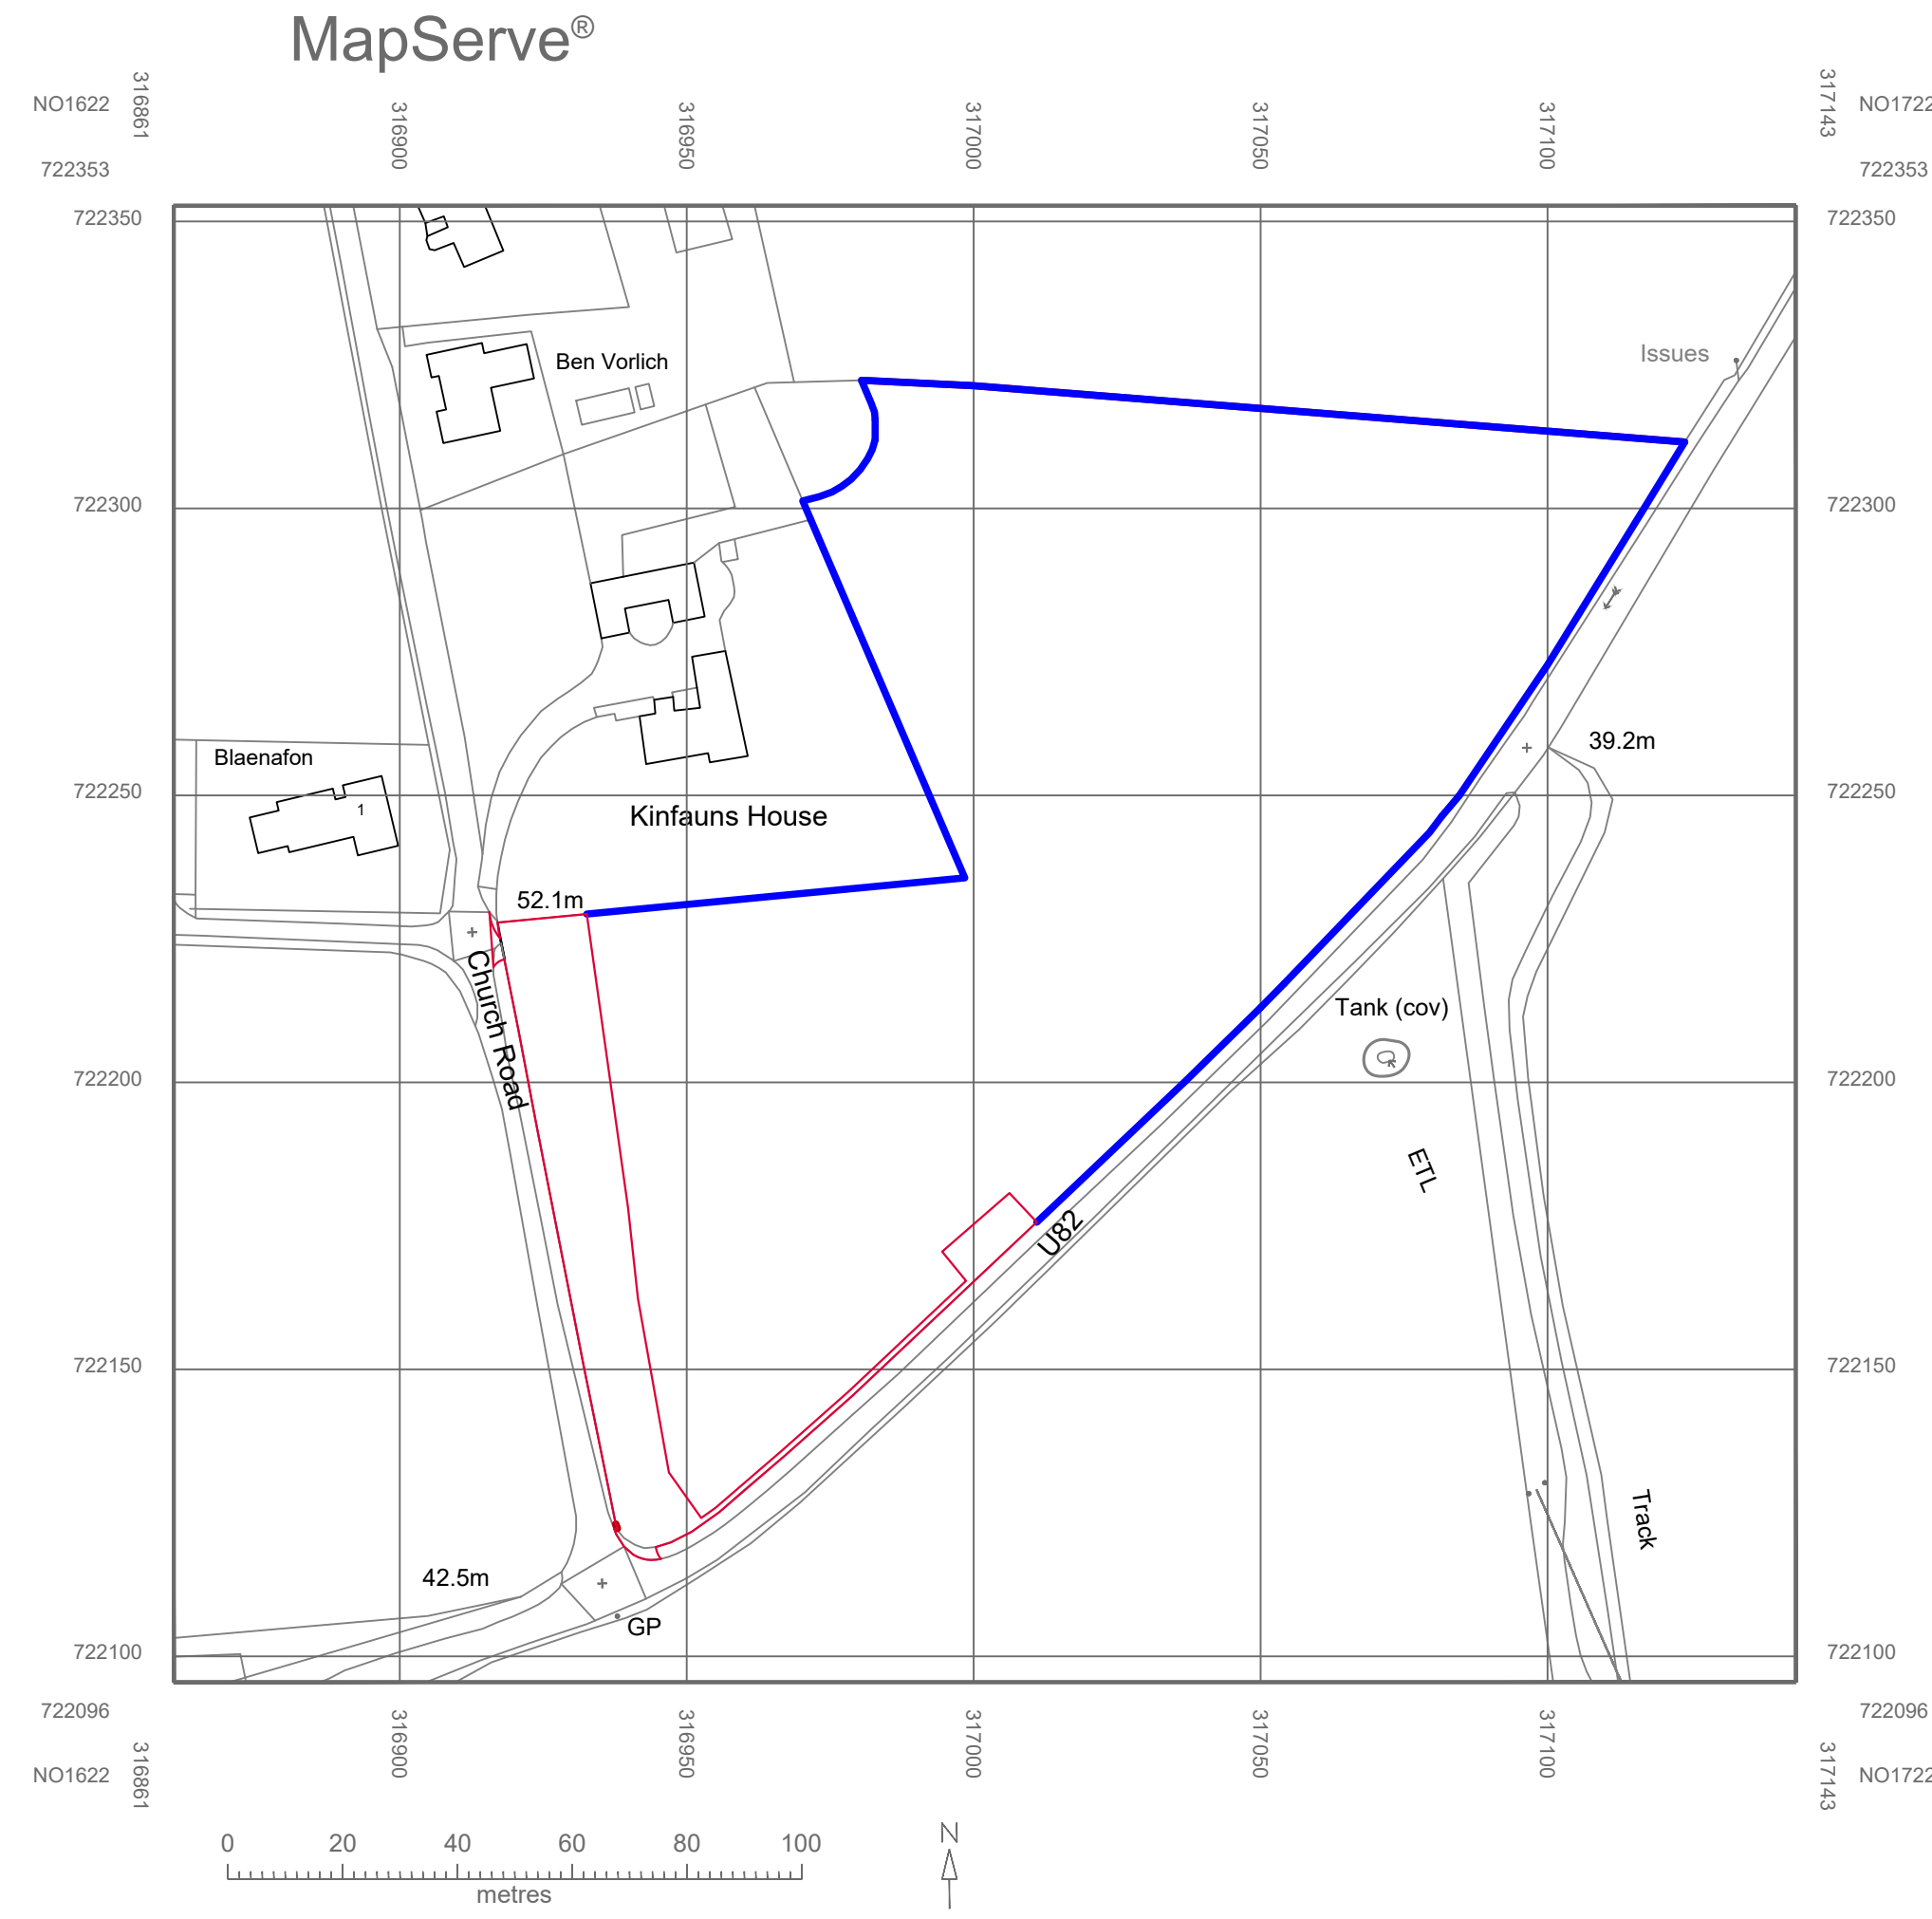 MapServe®
NO1622
316861
316900
316950
317000
317050
317100
317143
NO1722
722353
722353
722350
722350
Issues
Ben Vorlich
722300
722300
39.2m
Blaenafon
722250
722250
1
Kinfauns House
52.1m
Church Road
Tank (cov)
722200
722200
ETL
U82
722150
722150
Track
42.5m
GP
722100
722100
722096
722096
NO1622
316861
316900
316950
317000
317050
317100
317143
NO1722
0 20 40 60 80 100
metres
N